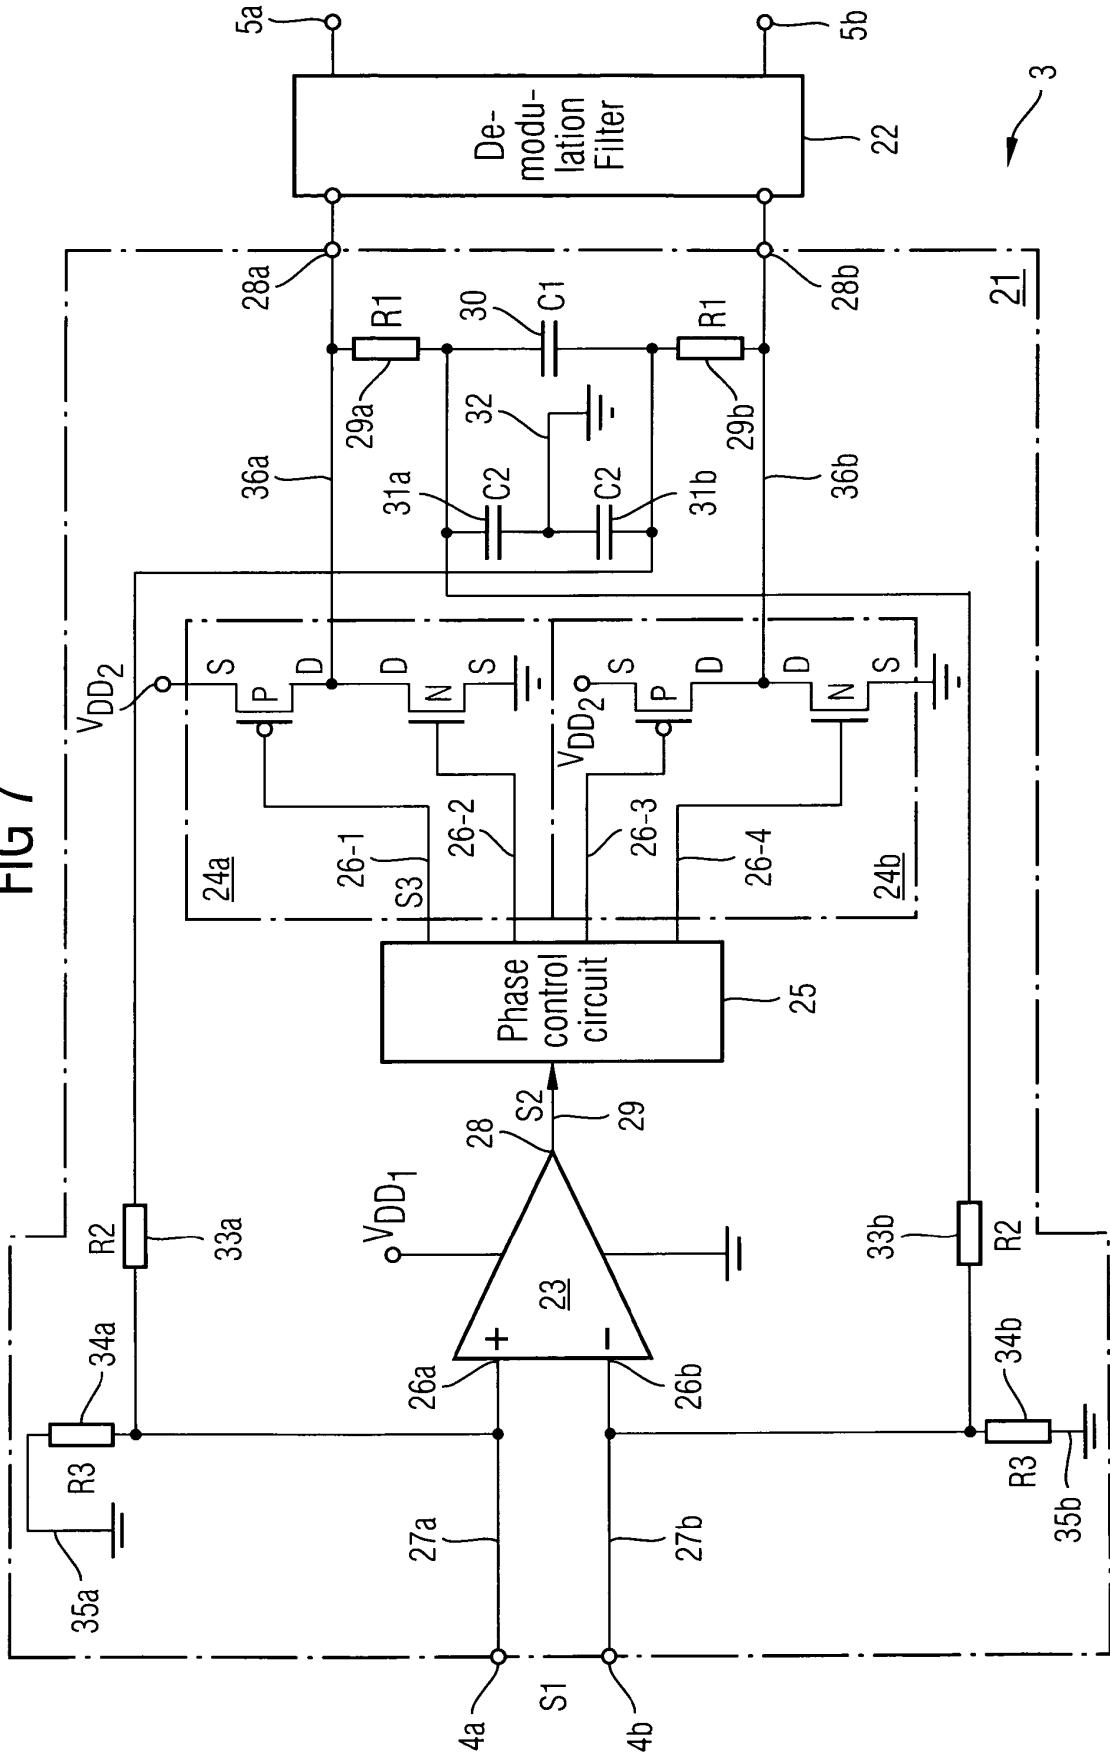 FIG 7
35a
R3
34a
R2
33a
VDD2
24a
S
P
D
D
N
S
26-1
S3
26-2
VDD2
S
P
D
D
N
S
26-3
26-4
24b
36a
28a
5a
R1
29a
30
C1
31a
C2
32
C2
31b
R1
29b
36b
28b
5b
De-
modu-
lation
Filter
22
3
21
4a
S1
4b
27a
27b
26a
26b
+
−
23
VDD1
28
S2
29
Phase
control
circuit
25
33b
R2
34b
R3
35b